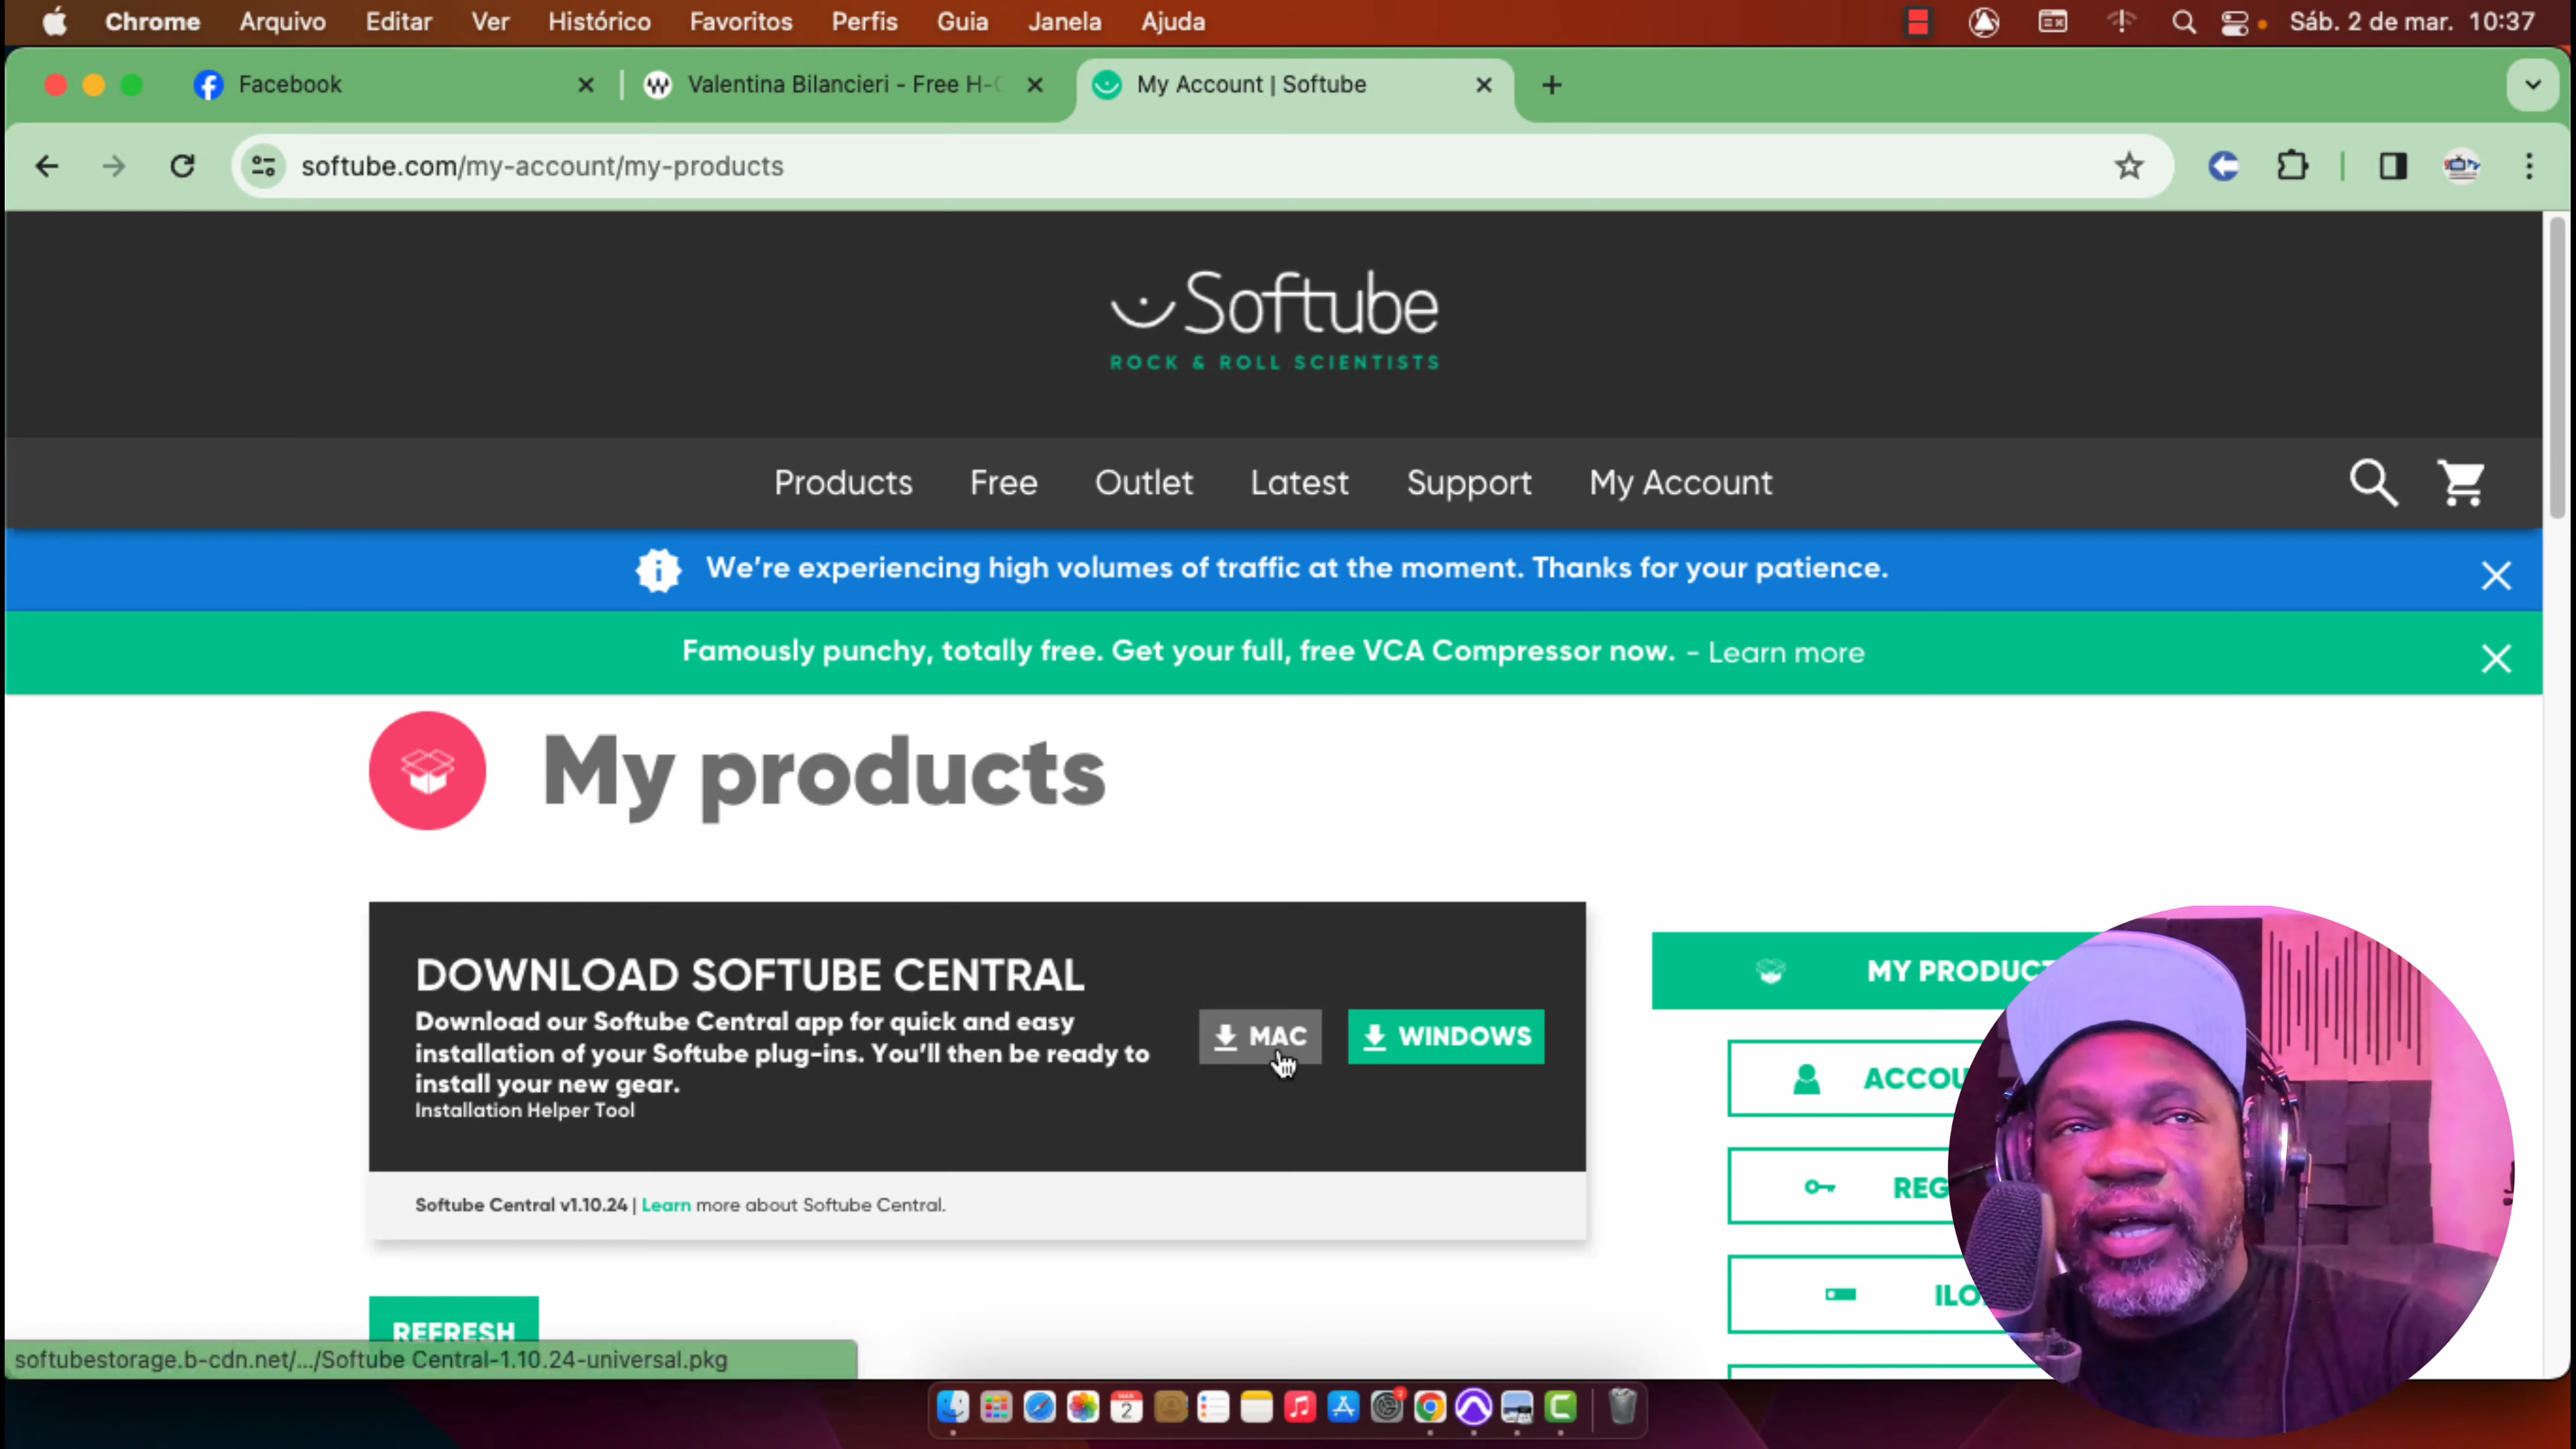 Chrome Arquivo Editar Ver Histórico Favoritos Perfis Guia Janela Ajuda Sáb. 2 de mar. 10:37
Facebook Valentina Bilancieri - Free H- My Account | Softube
softube.com/my-account/my-products
Softube
ROCK & ROLL SCIENTISTS
Products Free Outlet Latest Support My Account
We're experiencing high volumes of traffic at the moment. Thanks for your patience.
Famously punchy, totally free. Get your full, free VCA Compressor now. - Learn more
My products
DOWNLOAD SOFTUBE CENTRAL
Download our Softube Central app for quick and easy
installation of your Softube plug-ins. You'll then be ready to
install your new gear.
Installation Helper Tool
MAC WINDOWS
Softube Central v1.10.24 | Learn more about Softube Central.
REFRESH
MY PRODUCT
ACCOU
REG
ILO
softubestorage.b-cdn.net/.../Softube Central-1.10.24-universal.pkg
2